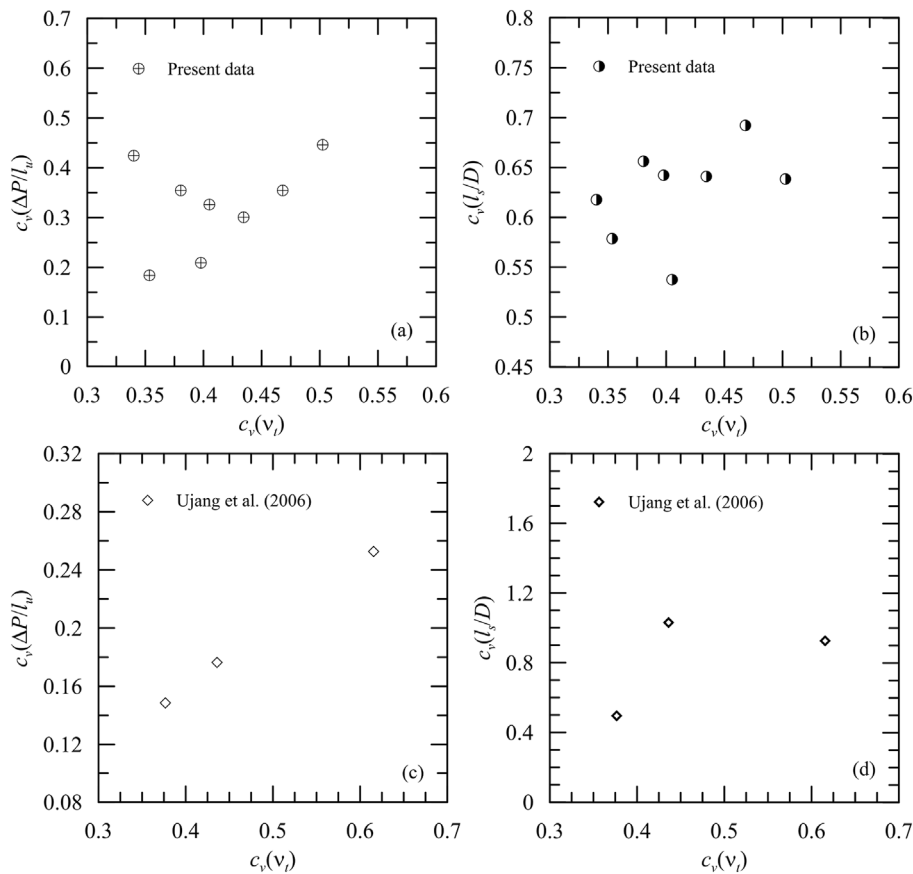 0.7
0.6
0.5
0.4
0.3
0.2
0.1
0
c_v(ΔP/l_u)
Present data
(a)
0.3 0.35 0.4 0.45 0.5 0.55 0.6
c_v(ν_t)
0.8
0.75
0.7
0.65
0.6
0.55
0.5
0.45
c_v(l_s/D)
Present data
(b)
0.3 0.35 0.4 0.45 0.5 0.55 0.6
c_v(ν_t)
0.32
0.28
0.24
0.2
0.16
0.12
0.08
c_v(ΔP/l_u)
Ujang et al. (2006)
(c)
0.3 0.4 0.5 0.6 0.7
c_v(ν_t)
2
1.6
1.2
0.8
0.4
0
c_v(l_s/D)
Ujang et al. (2006)
(d)
0.3 0.4 0.5 0.6 0.7
c_v(ν_t)